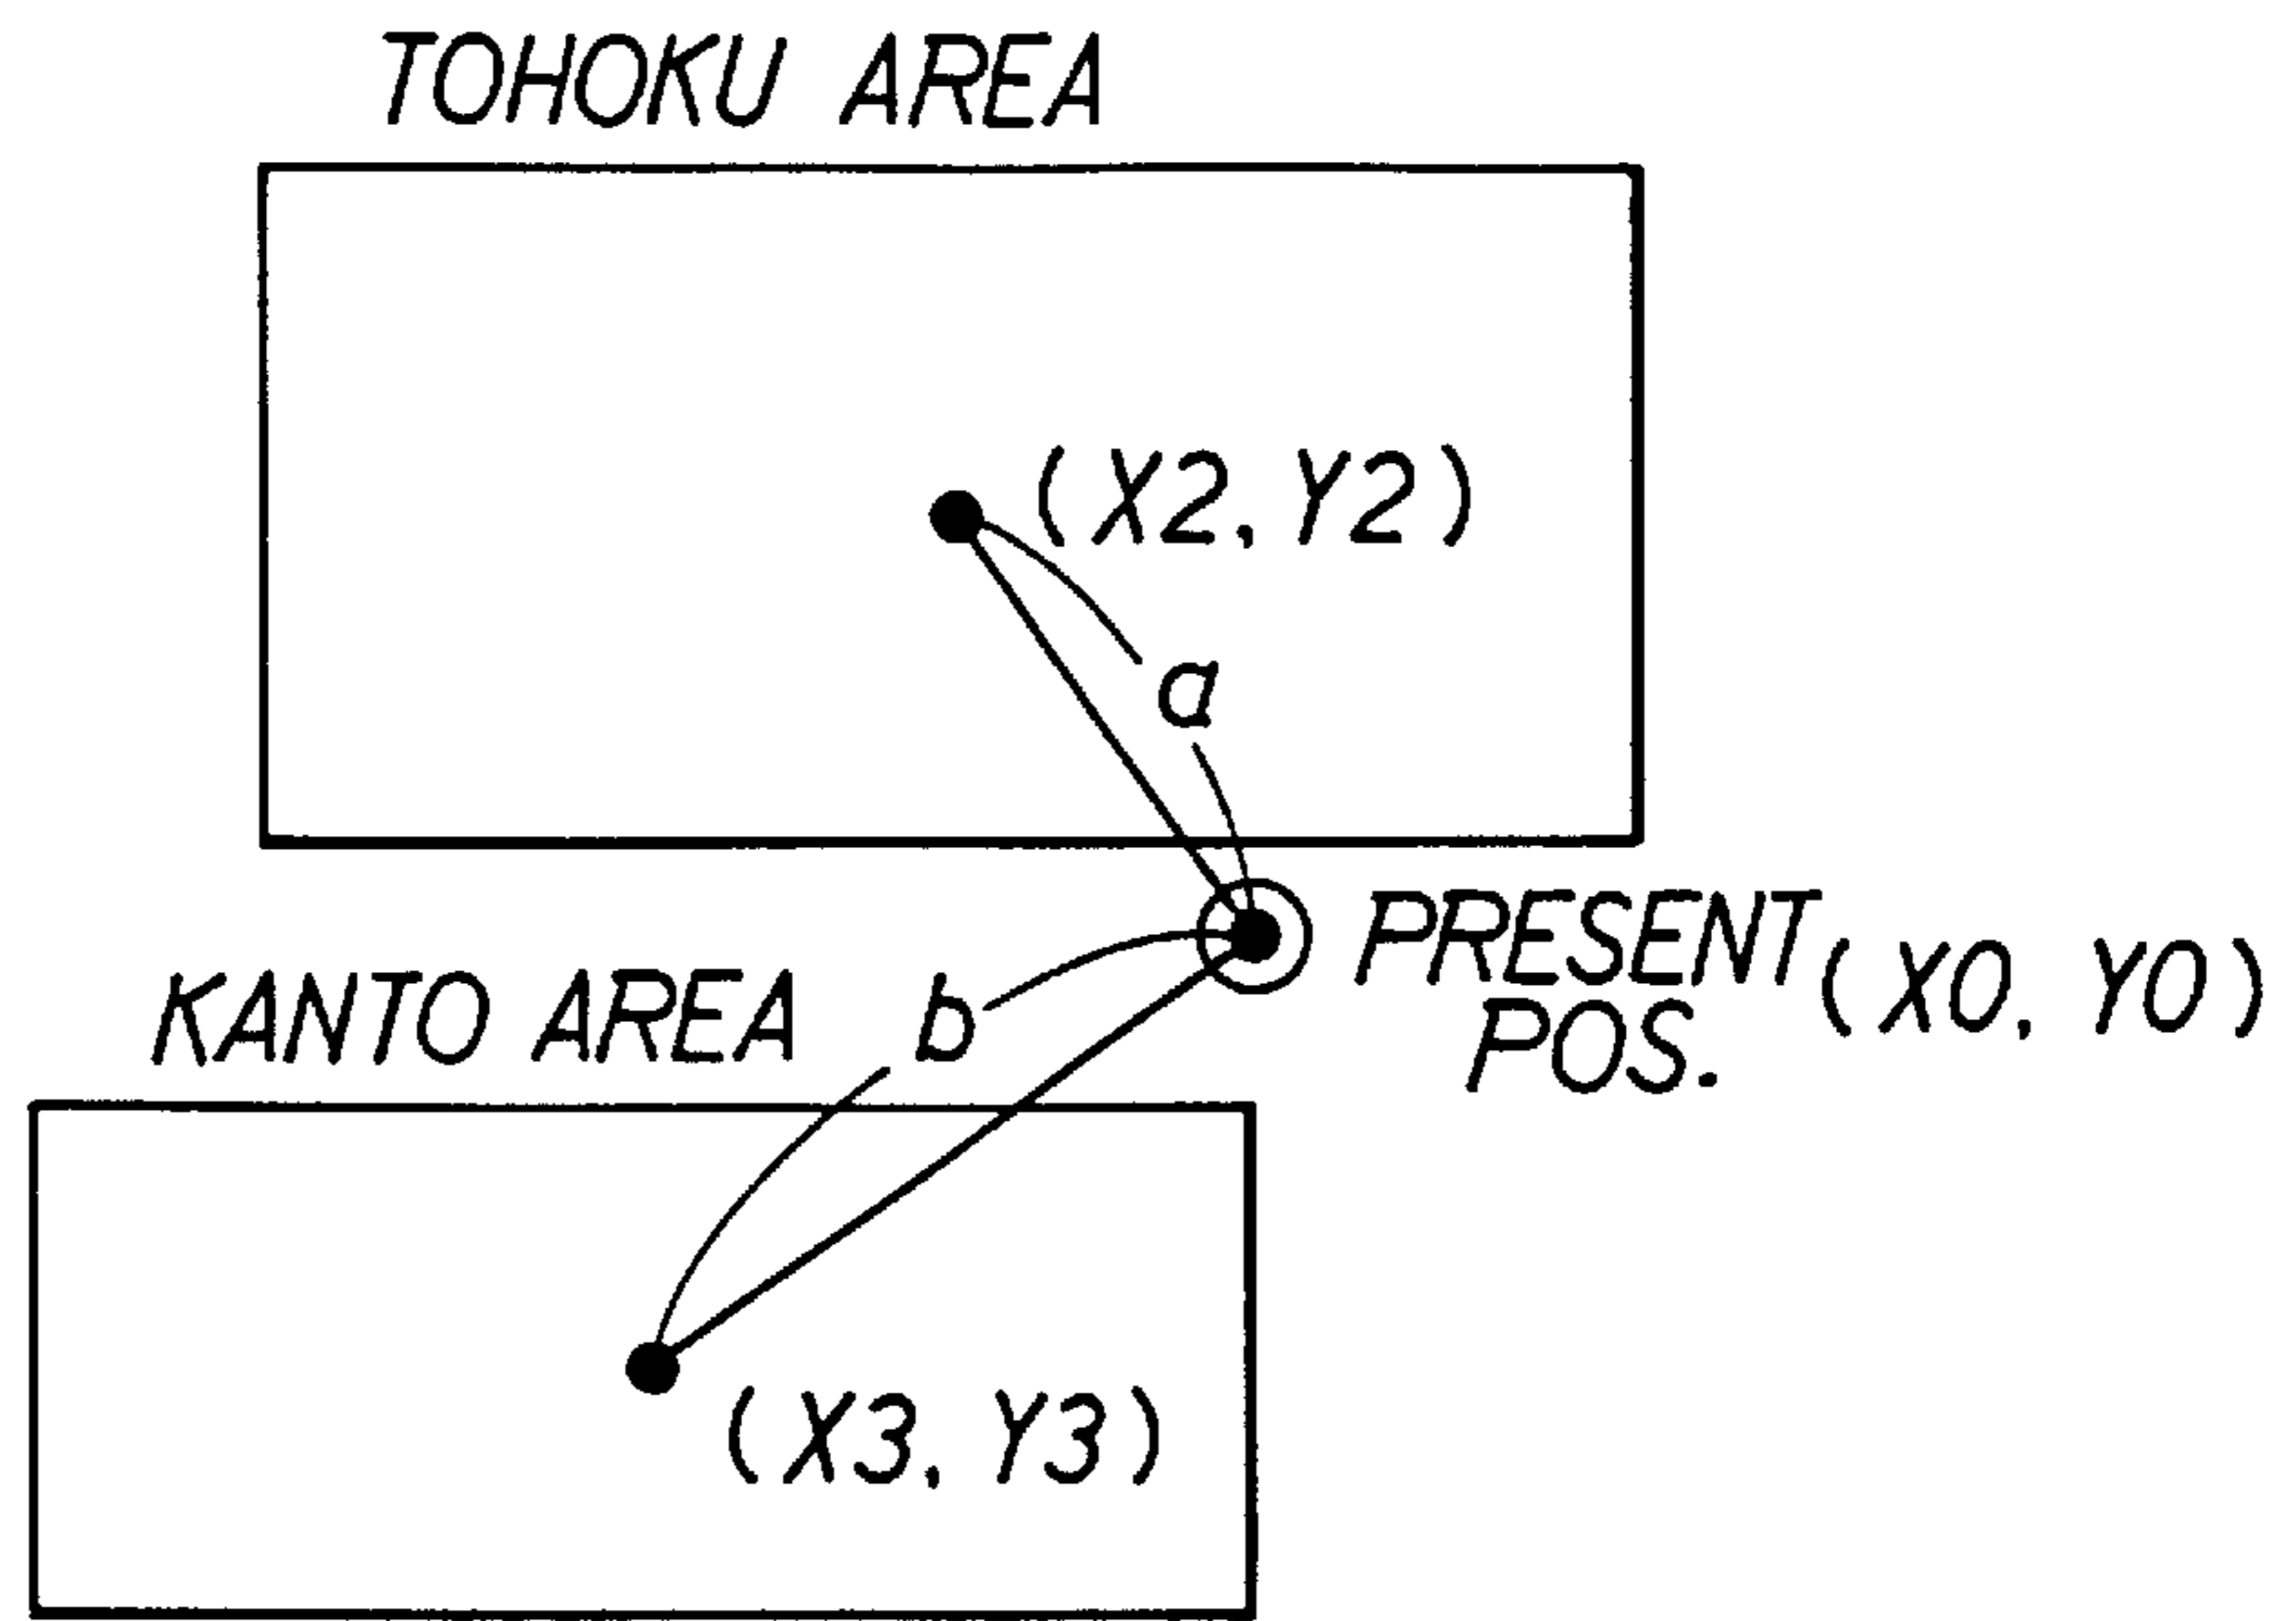 TOHOKU AREA
(X2, Y2)
a
PRESENT
POS.
(X0, Y0)
KANTO AREA
b
(X3, Y3)